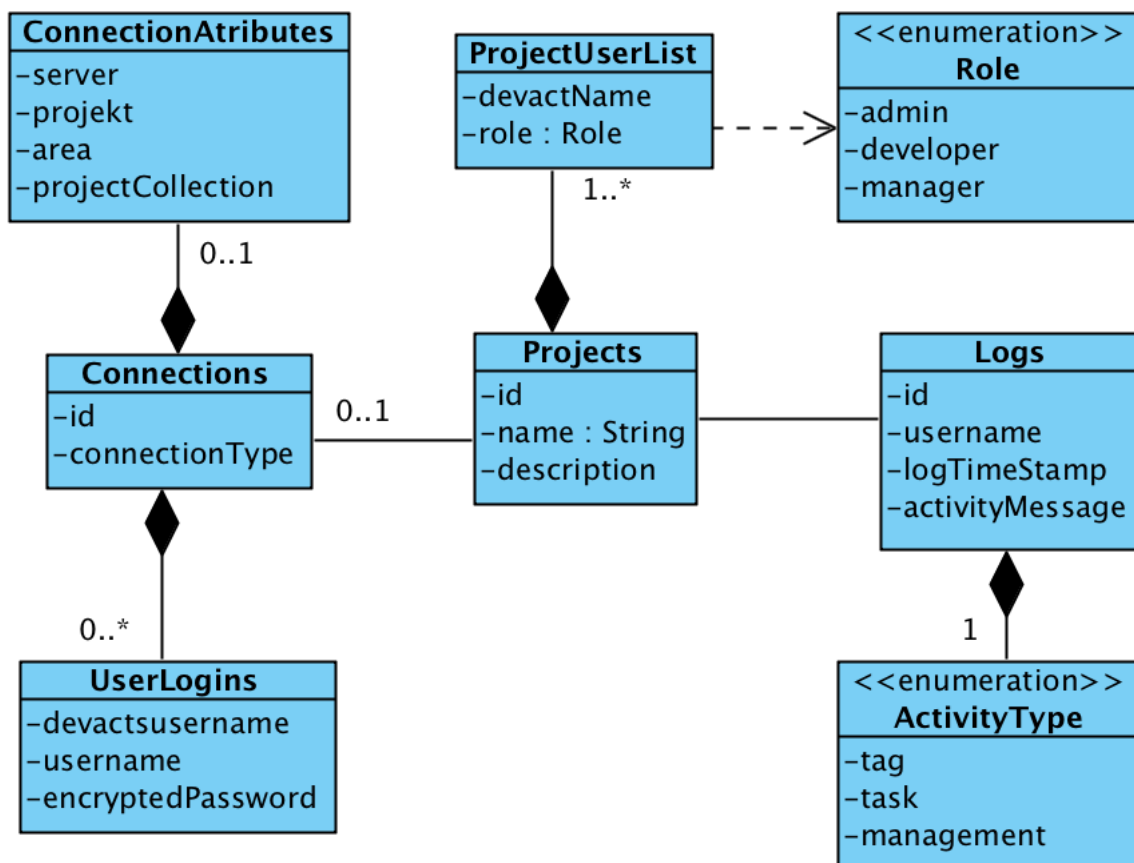 ConnectionAtributes
-server
-projekt
-area
-projectCollection
0..1
ProjectUserList
-devactName
-role : Role
1..*
<<enumeration>>
Role
-admin
-developer
-manager
Connections
-id
-connectionType
0..1
Projects
-id
-name : String
-description
Logs
-id
-username
-logTimeStamp
-activityMessage
0..*
UserLogins
-devactsusername
-username
-encryptedPassword
1
<<enumeration>>
ActivityType
-tag
-task
-management